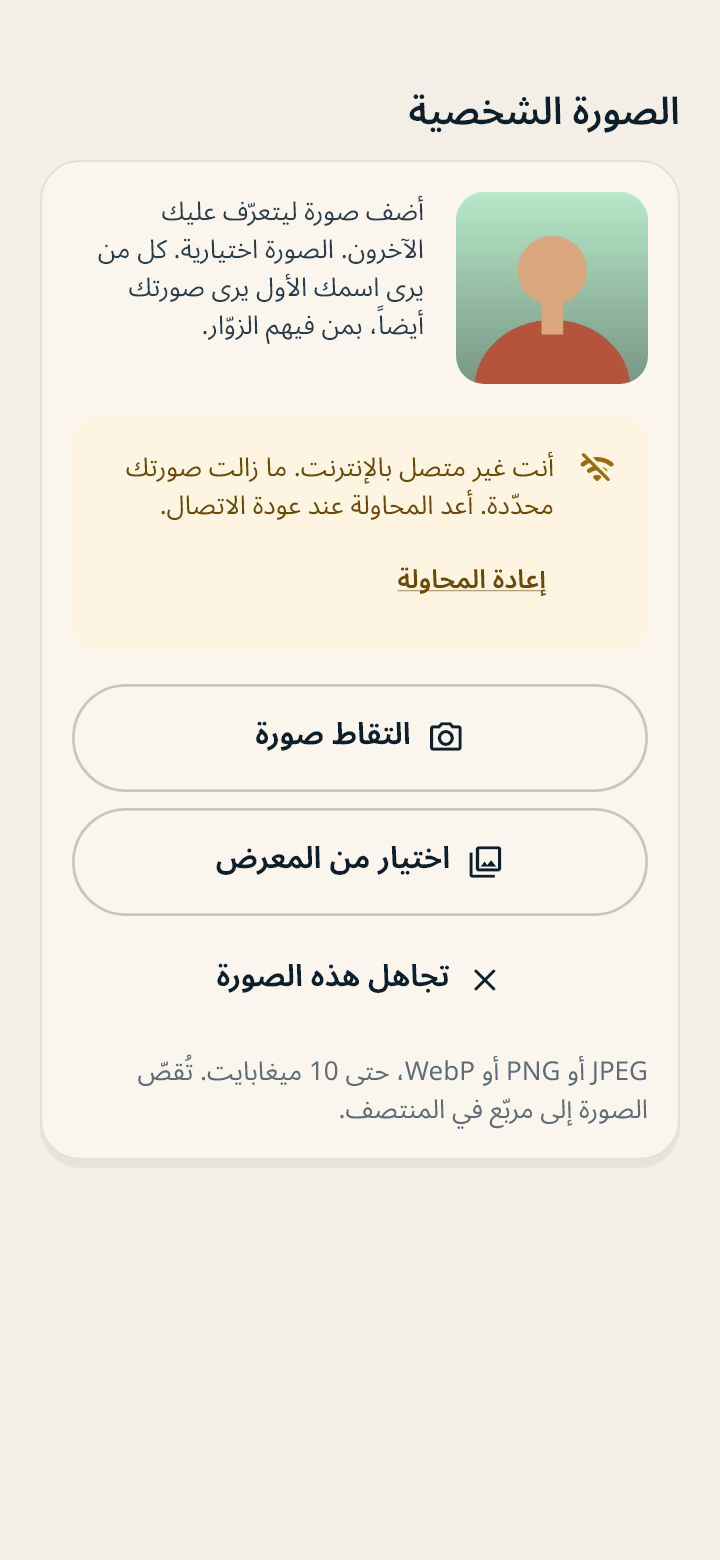 الصورة الشخصية
أضف صورة ليتعرّف عليك
الآخرون. الصورة اختيارية. كل من
يرى اسمك الأول يرى صورتك
أيضاً، بمن فيهم الزوّار.
أنت غير متصل بالإنترنت. ما زالت صورتك
محدّدة. أعد المحاولة عند عودة الاتصال.
إعادة المحاولة
التقاط صورة
اختيار من المعرض
تجاهل هذه الصورة
JPEG أو PNG أو WebP، حتى 10 ميغابايت. تُقصّ
الصورة إلى مربّع في المنتصف.